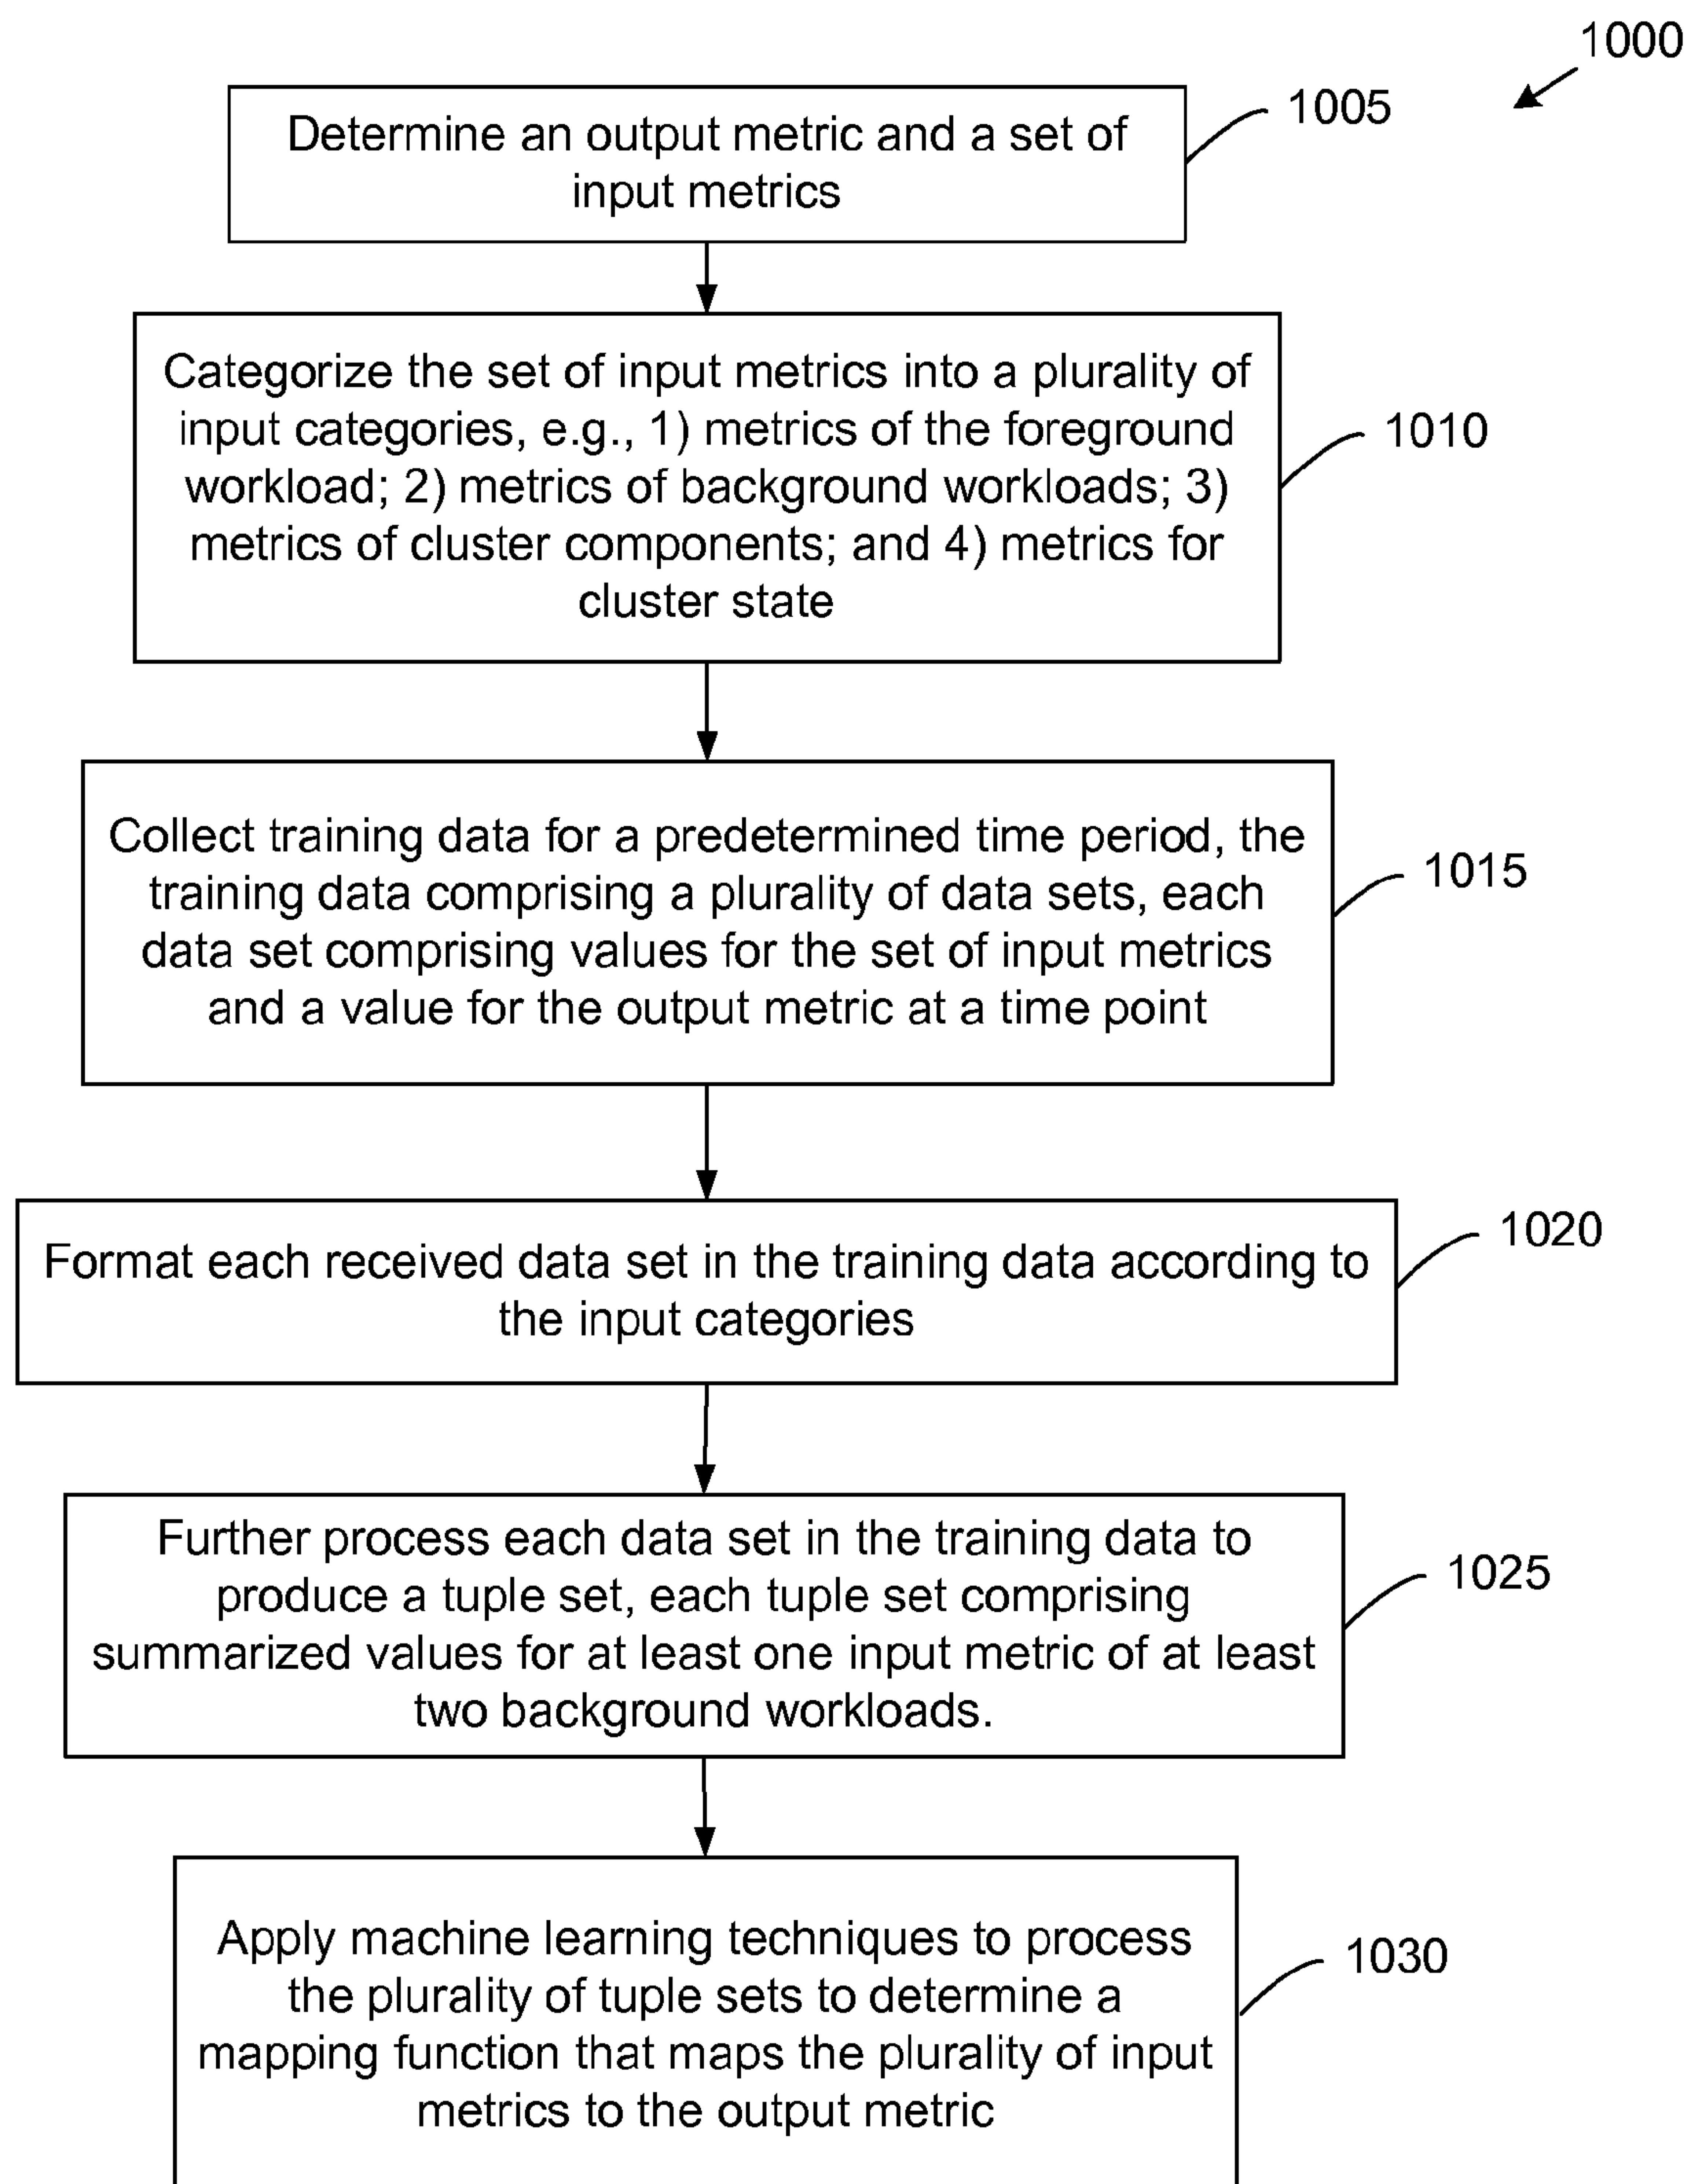 1000
1005
Determine an output metric and a set of
input metrics
Categorize the set of input metrics into a plurality of
input categories, e.g., 1) metrics of the foreground
workload; 2) metrics of background workloads; 3)
metrics of cluster components; and 4) metrics for
cluster state
1010
Collect training data for a predetermined time period, the
training data comprising a plurality of data sets, each
data set comprising values for the set of input metrics
and a value for the output metric at a time point
1015
Format each received data set in the training data according to
the input categories
1020
Further process each data set in the training data to
produce a tuple set, each tuple set comprising
summarized values for at least one input metric of at least
two background workloads.
1025
Apply machine learning techniques to process
the plurality of tuple sets to determine a
mapping function that maps the plurality of input
metrics to the output metric
1030